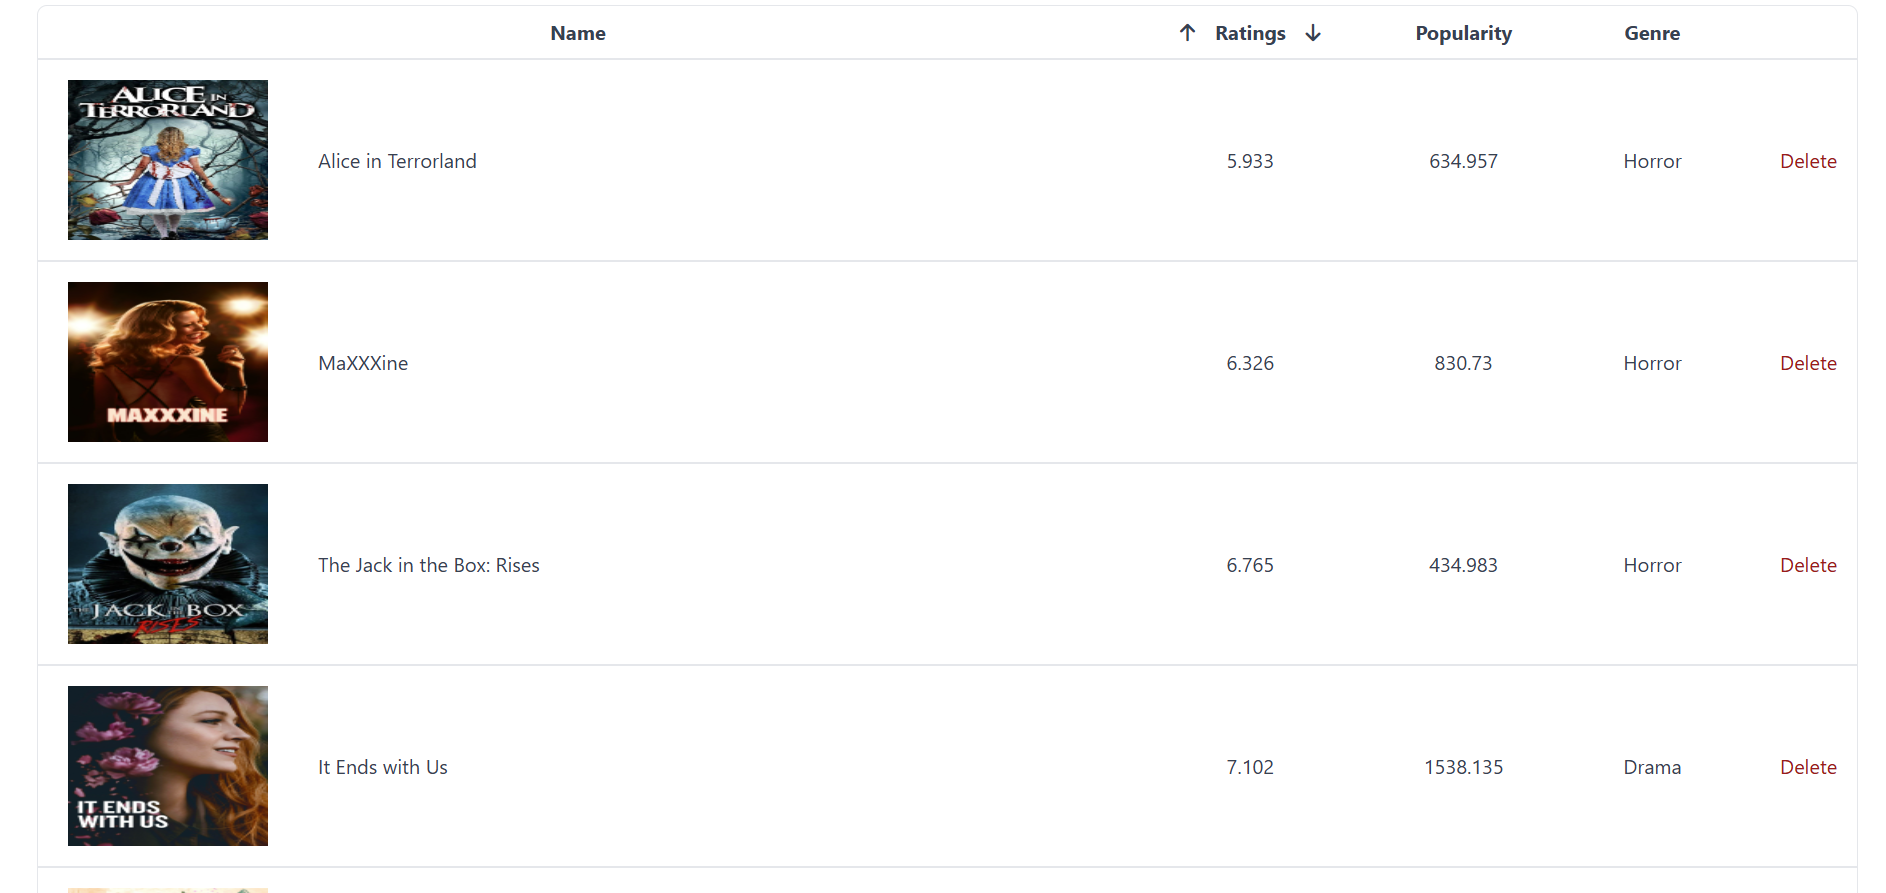 Name ↑ Ratings ↓ Popularity Genre
ALICE IN
TERRORLAND
Alice in Terrorland 5.933 634.957 Horror Delete
MAXXXINE
MaXXXine 6.326 830.73 Horror Delete
THE JACK IN THE BOX
RISES
The Jack in the Box: Rises 6.765 434.983 Horror Delete
IT ENDS
WITH US
It Ends with Us 7.102 1538.135 Drama Delete